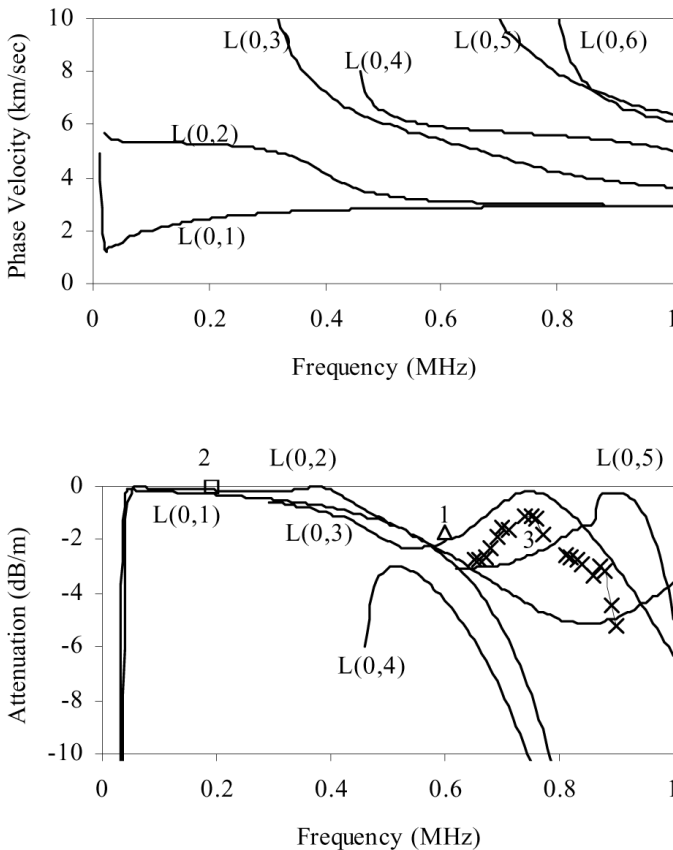 10
8
6
4
2
0
Phase Velocity (km/sec)
L(0,3)
L(0,4)
L(0,5)
L(0,6)
L(0,2)
L(0,1)
0 0.2 0.4 0.6 0.8 1
Frequency (MHz)
2 L(0,2) L(0,5)
0
-2
-4
-6
-8
-10
Attenuation (dB/m)
L(0,1)
L(0,3)
1
3
L(0,4)
0 0.2 0.4 0.6 0.8 1
Frequency (MHz)